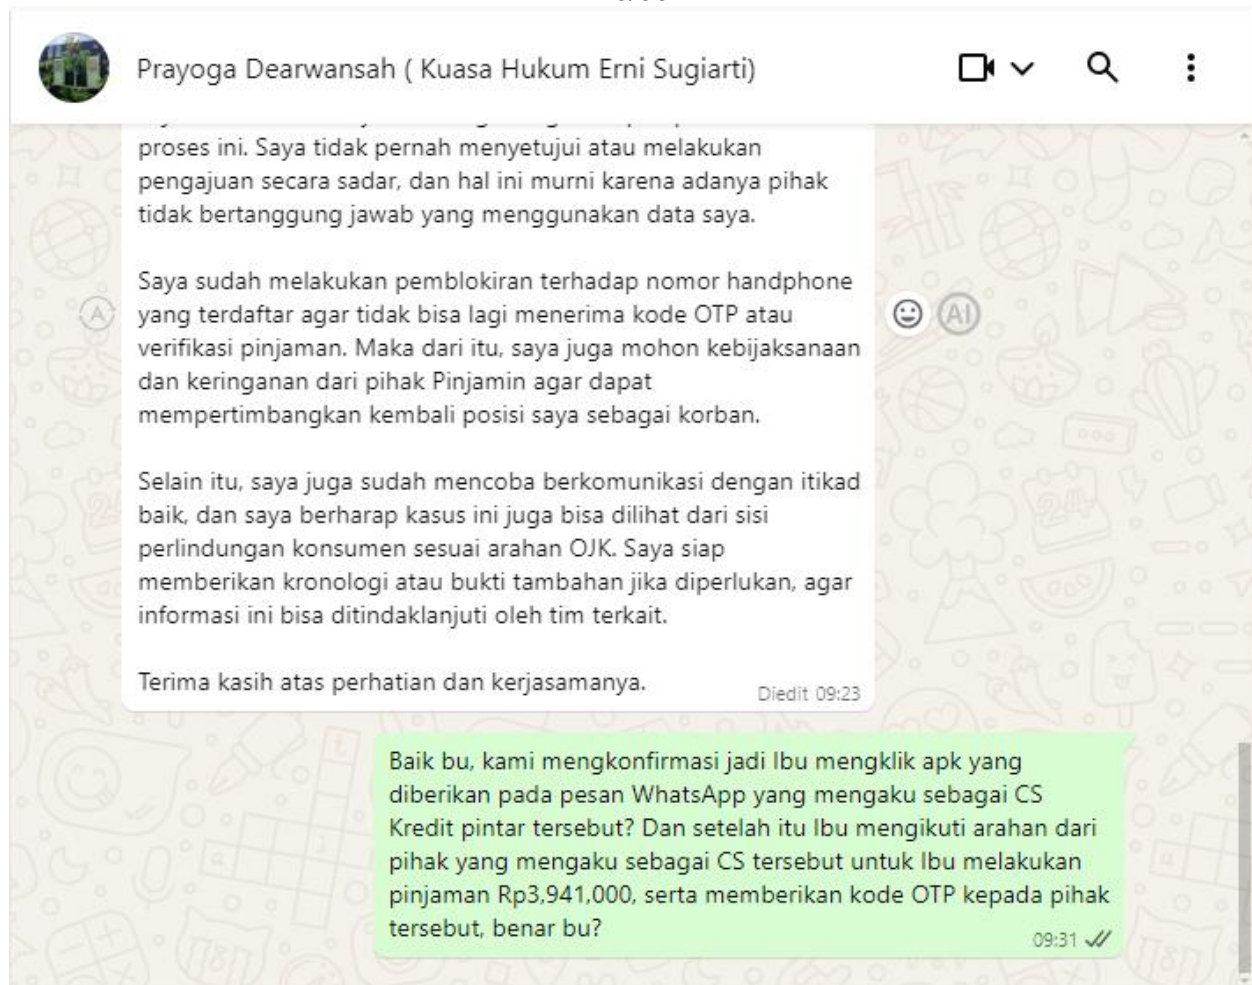 Prayoga Dearwansah ( Kuasa Hukum Erni Sugiarti)
proses ini. Saya tidak pernah menyetujui atau melakukan
pengajuan secara sadar, dan hal ini murni karena adanya pihak
tidak bertanggung jawab yang menggunakan data saya.
Saya sudah melakukan pemblokiran terhadap nomor handphone
yang terdaftar agar tidak bisa lagi menerima kode OTP atau
verifikasi pinjaman. Maka dari itu, saya juga mohon kebijaksanaan
dan keringanan dari pihak Pinjamin agar dapat
mempertimbangkan kembali posisi saya sebagai korban.
AI
Selain itu, saya juga sudah mencoba berkomunikasi dengan itikad
baik, dan saya berharap kasus ini juga bisa dilihat dari sisi
perlindungan konsumen sesuai arahan OJK. Saya siap
memberikan kronologi atau bukti tambahan jika diperlukan, agar
informasi ini bisa ditindaklanjuti oleh tim terkait.
Terima kasih atas perhatian dan kerjasamanya.
Diedit 09:23
Baik bu, kami mengkonfirmasi jadi Ibu mengklik apk yang
diberikan pada pesan WhatsApp yang mengaku sebagai CS
Kredit pintar tersebut? Dan setelah itu Ibu mengikuti arahan dari
pihak yang mengaku sebagai CS tersebut untuk Ibu melakukan
pinjaman Rp3,941,000, serta memberikan kode OTP kepada pihak
tersebut, benar bu?
09:31